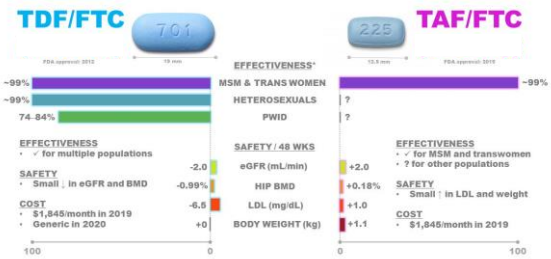 TDF/FTC
701
225
TAF/FTC
FDA approval: 2012
19 mm
EFFECTIVENESS*
12.5 mm
FDA approval: 2019
~99%
MSM & TRANS WOMEN
~99%
~99%
HETEROSEXUALS
?
74-84%
PWID
?
EFFECTIVENESS
• ✓ for multiple populations
SAFETY
• Small ↓ in eGFR and BMD
COST
• $1,845/month in 2019
• Generic in 2020
SAFETY / 48 WKS
-2.0
eGFR (mL/min)
+2.0
-0.99%
HIP BMD
+0.18%
-6.5
LDL (mg/dL)
+1.0
+0
BODY WEIGHT (kg)
+1.1
EFFECTIVENESS
• ✓ for MSM and transwomen
• ? for other populations
SAFETY
• Small ↑ in LDL and weight
COST
• $1,845/month in 2019
100
0
0
100